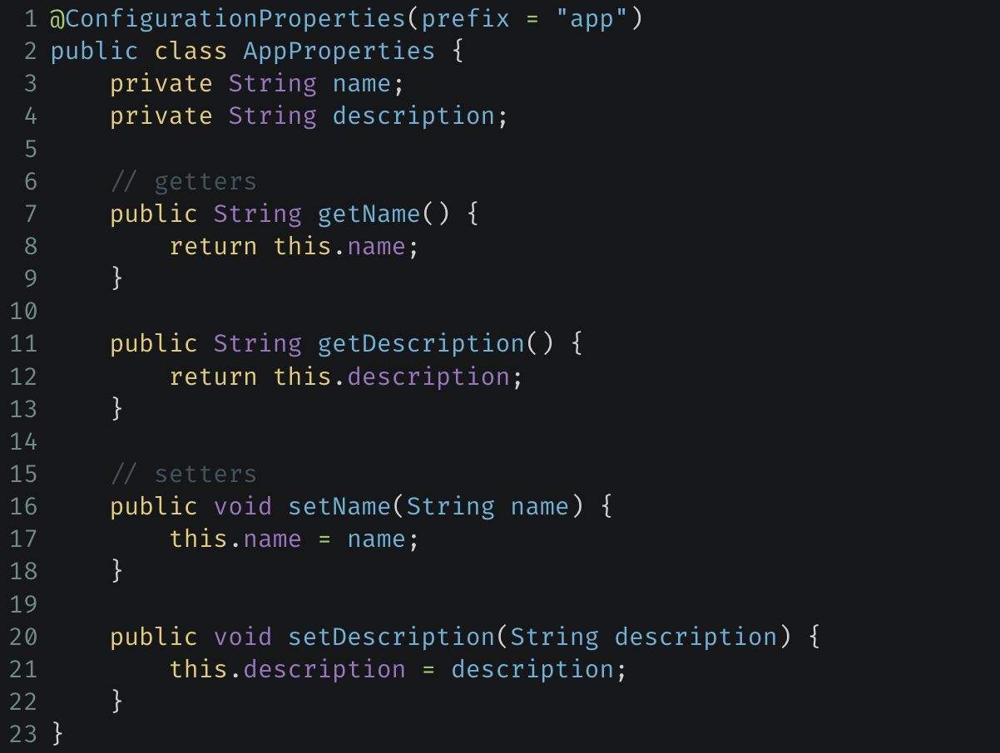 1 @ConfigurationProperties(prefix = "app")
2 public class AppProperties {
3     private String name;
4     private String description;
5
6     // getters
7     public String getName() {
8         return this.name;
9     }
10
11     public String getDescription() {
12         return this.description;
13     }
14
15     // setters
16     public void setName(String name) {
17         this.name = name;
18     }
19
20     public void setDescription(String description) {
21         this.description = description;
22     }
23 }